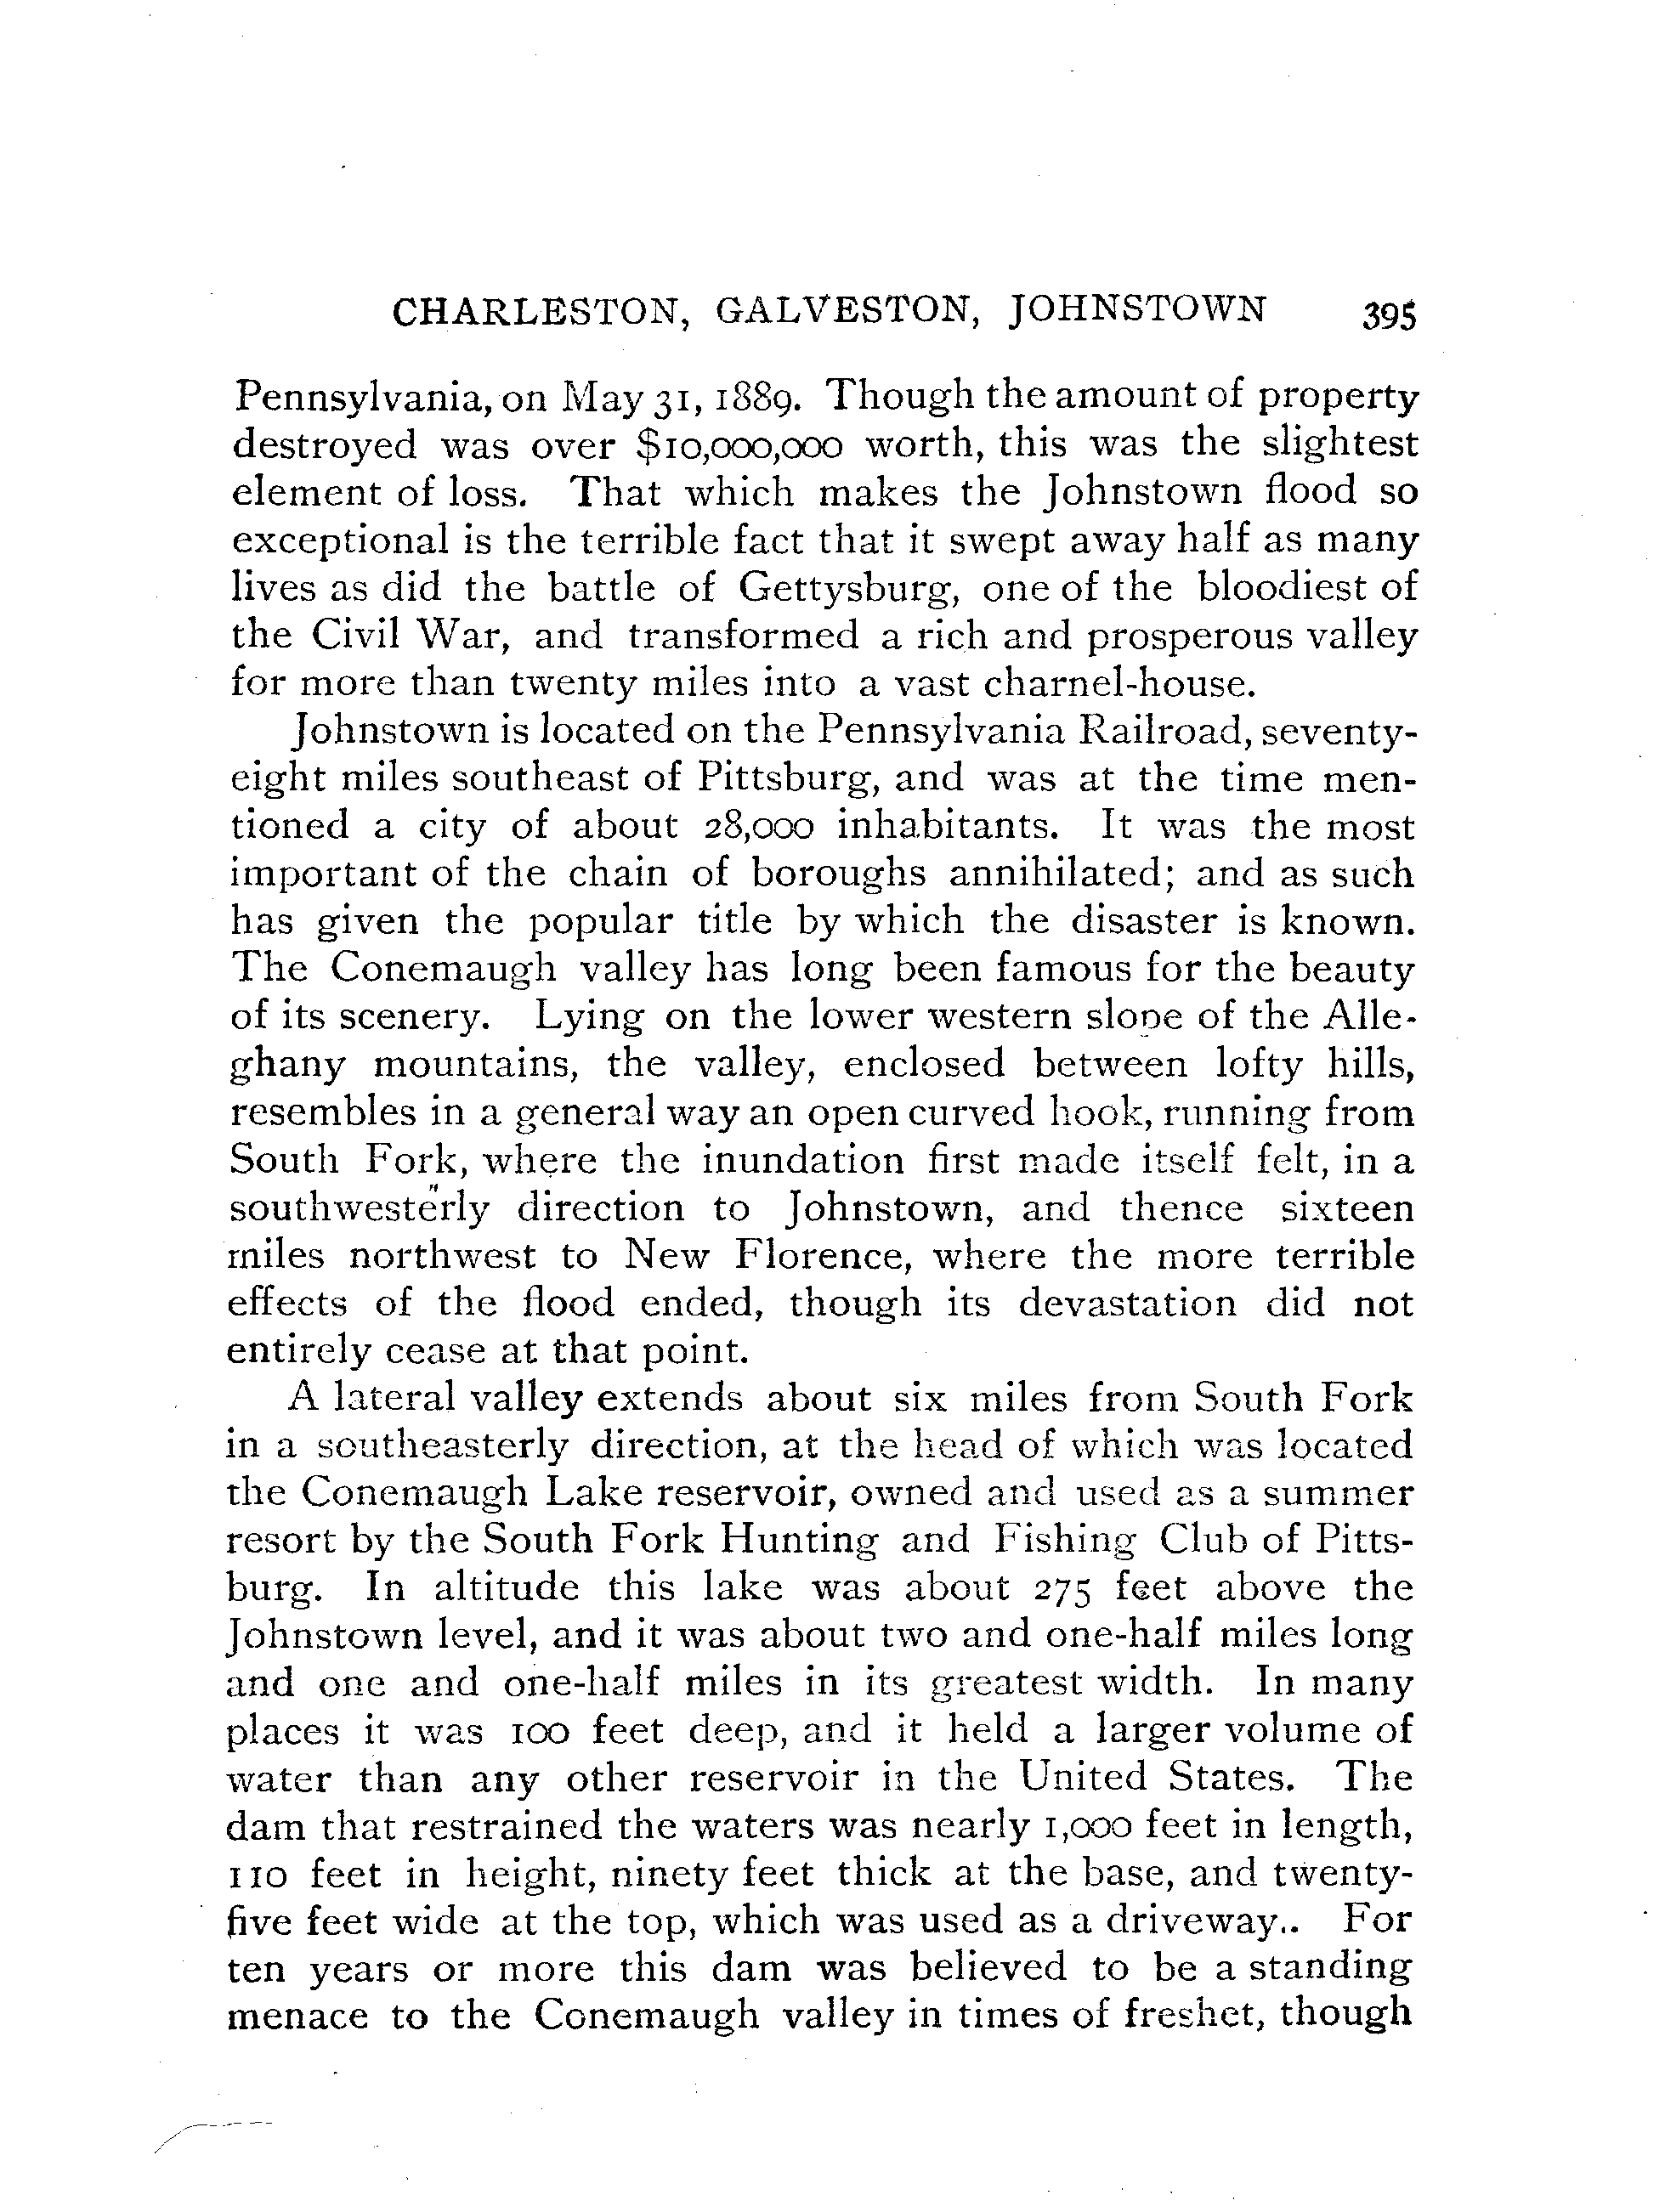 CHARLESTON, GALVESTON, JOHNSTOWN 395
Pennsylvania, on May 31, 1889. Though the amount of property
destroyed was over $10,000,000 worth, this was the slightest
element of loss. That which makes the Johnstown flood so
exceptional is the terrible fact that it swept away half as many
lives as did the battle of Gettysburg, one of the bloodiest of
the Civil War, and transformed a rich and prosperous valley
for more than twenty miles into a vast charnel-house.
Johnstown is located on the Pennsylvania Railroad, seventy-
eight miles southeast of Pittsburg, and was at the time men-
tioned a city of about 28,000 inhabitants. It was the most
important of the chain of boroughs annihilated; and as such
has given the popular title by which the disaster is known.
The Conemaugh valley has long been famous for the beauty
of its scenery. Lying on the lower western slope of the Alle-
ghany mountains, the valley, enclosed between lofty hills,
resembles in a general way an open curved hook, running from
South Fork, where the inundation first made itself felt, in a
southwesterly direction to Johnstown, and thence sixteen
miles northwest to New Florence, where the more terrible
effects of the flood ended, though its devastation did not
entirely cease at that point.
A lateral valley extends about six miles from South Fork
in a southeasterly direction, at the head of which was located
the Conemaugh Lake reservoir, owned and used as a summer
resort by the South Fork Hunting and Fishing Club of Pitts-
burg. In altitude this lake was about 275 feet above the
Johnstown level, and it was about two and one-half miles long
and one and one-half miles in its greatest width. In many
places it was 100 feet deep, and it held a larger volume of
water than any other reservoir in the United States. The
dam that restrained the waters was nearly 1,000 feet in length,
110 feet in height, ninety feet thick at the base, and twenty-
five feet wide at the top, which was used as a driveway.. For
ten years or more this dam was believed to be a standing
menace to the Conemaugh valley in times of freshet, though